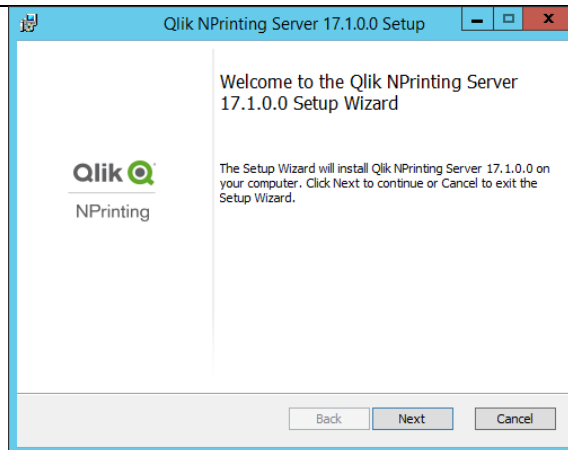 Qlik NPrinting Server 17.1.0.0 Setup
Welcome to the Qlik NPrinting Server
17.1.0.0 Setup Wizard
Qlik
NPrinting
The Setup Wizard will install Qlik NPrinting Server 17.1.0.0 on
your computer. Click Next to continue or Cancel to exit the
Setup Wizard.
Back Next Cancel